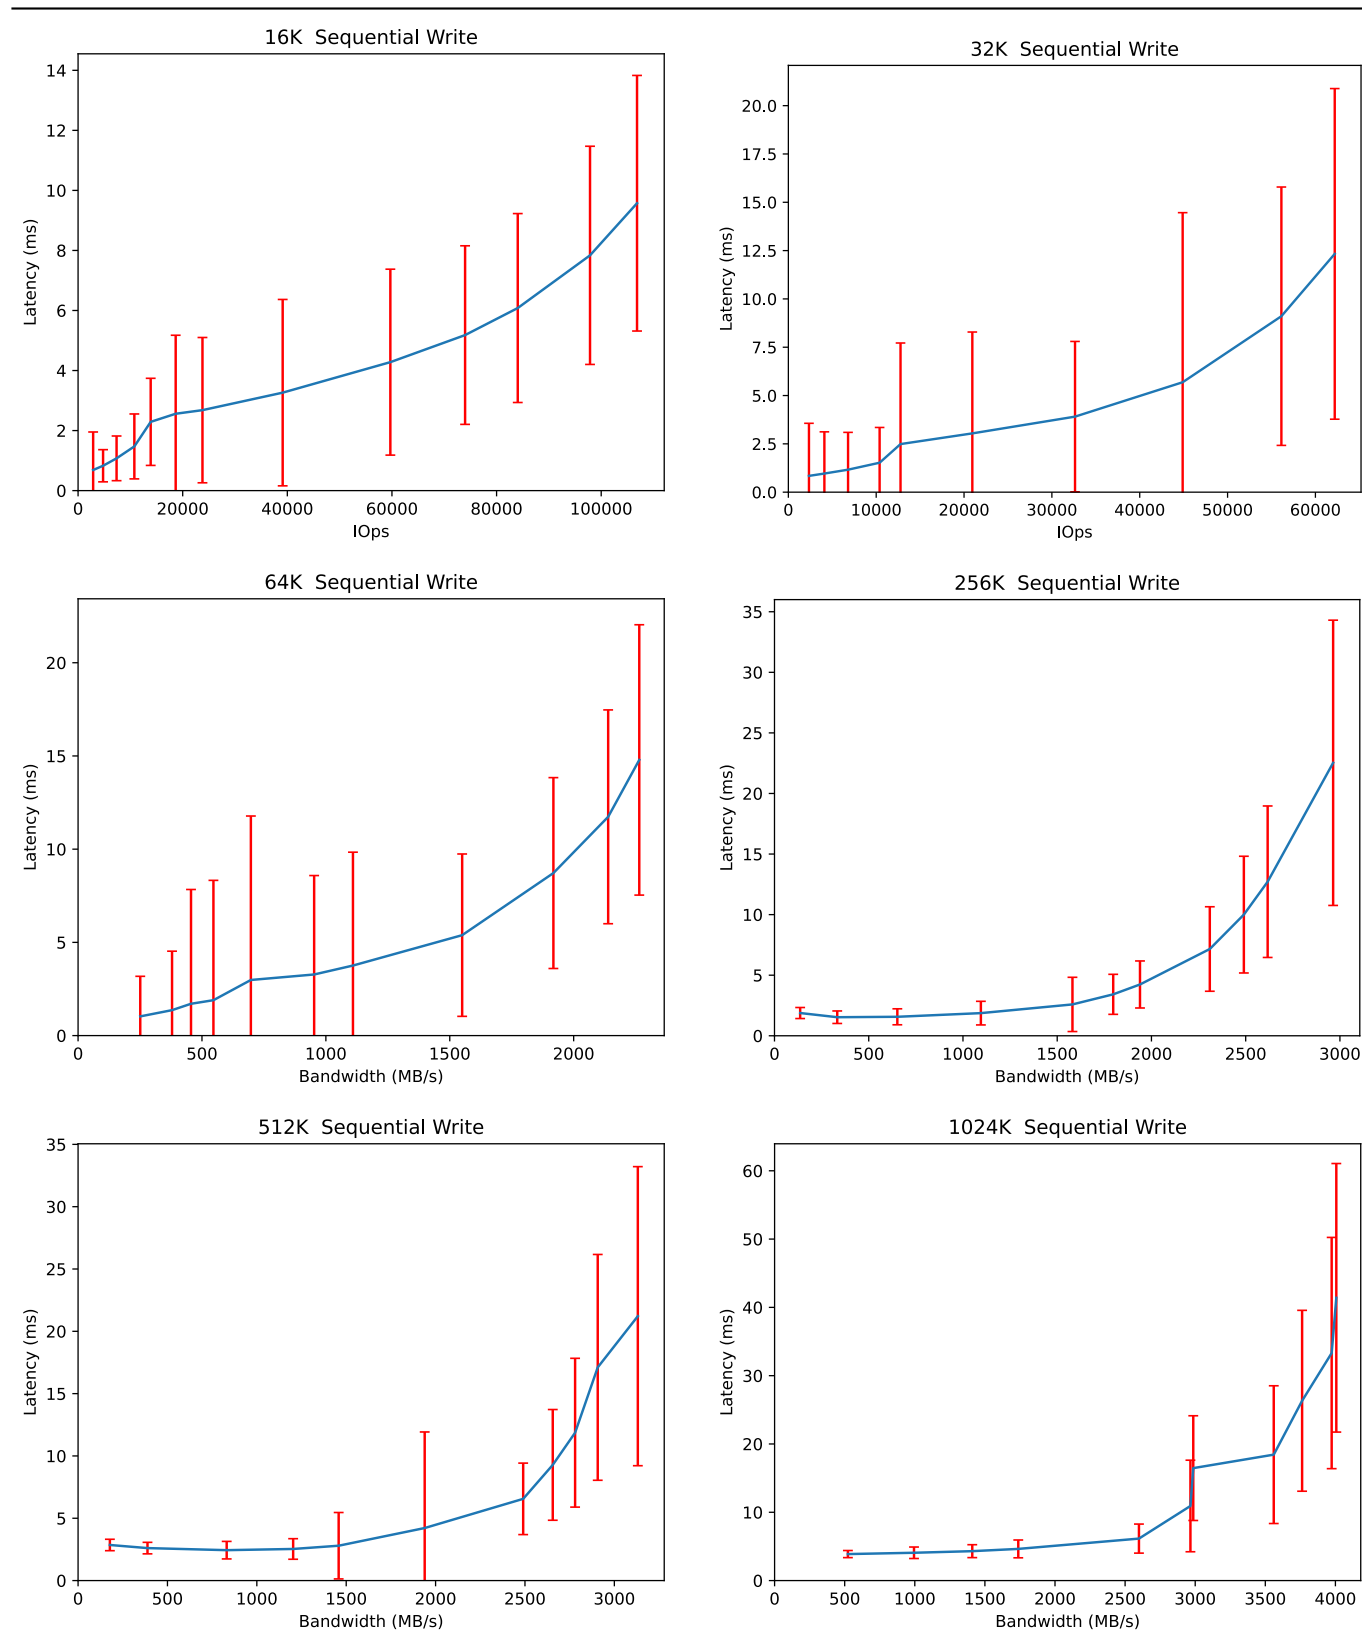 16K  Sequential Write
14
12
10
8
6
4
2
0
Latency (ms)
0 20000 40000 60000 80000 100000
IOps
32K  Sequential Write
20.0
17.5
15.0
12.5
10.0
7.5
5.0
2.5
0.0
Latency (ms)
0 10000 20000 30000 40000 50000 60000
IOps
64K  Sequential Write
20
15
10
5
0
Latency (ms)
0 500 1000 1500 2000
Bandwidth (MB/s)
256K  Sequential Write
35
30
25
20
15
10
5
0
Latency (ms)
0 500 1000 1500 2000 2500 3000
Bandwidth (MB/s)
512K  Sequential Write
35
30
25
20
15
10
5
0
Latency (ms)
0 500 1000 1500 2000 2500 3000
Bandwidth (MB/s)
1024K  Sequential Write
60
50
40
30
20
10
0
Latency (ms)
0 500 1000 1500 2000 2500 3000 3500 4000
Bandwidth (MB/s)